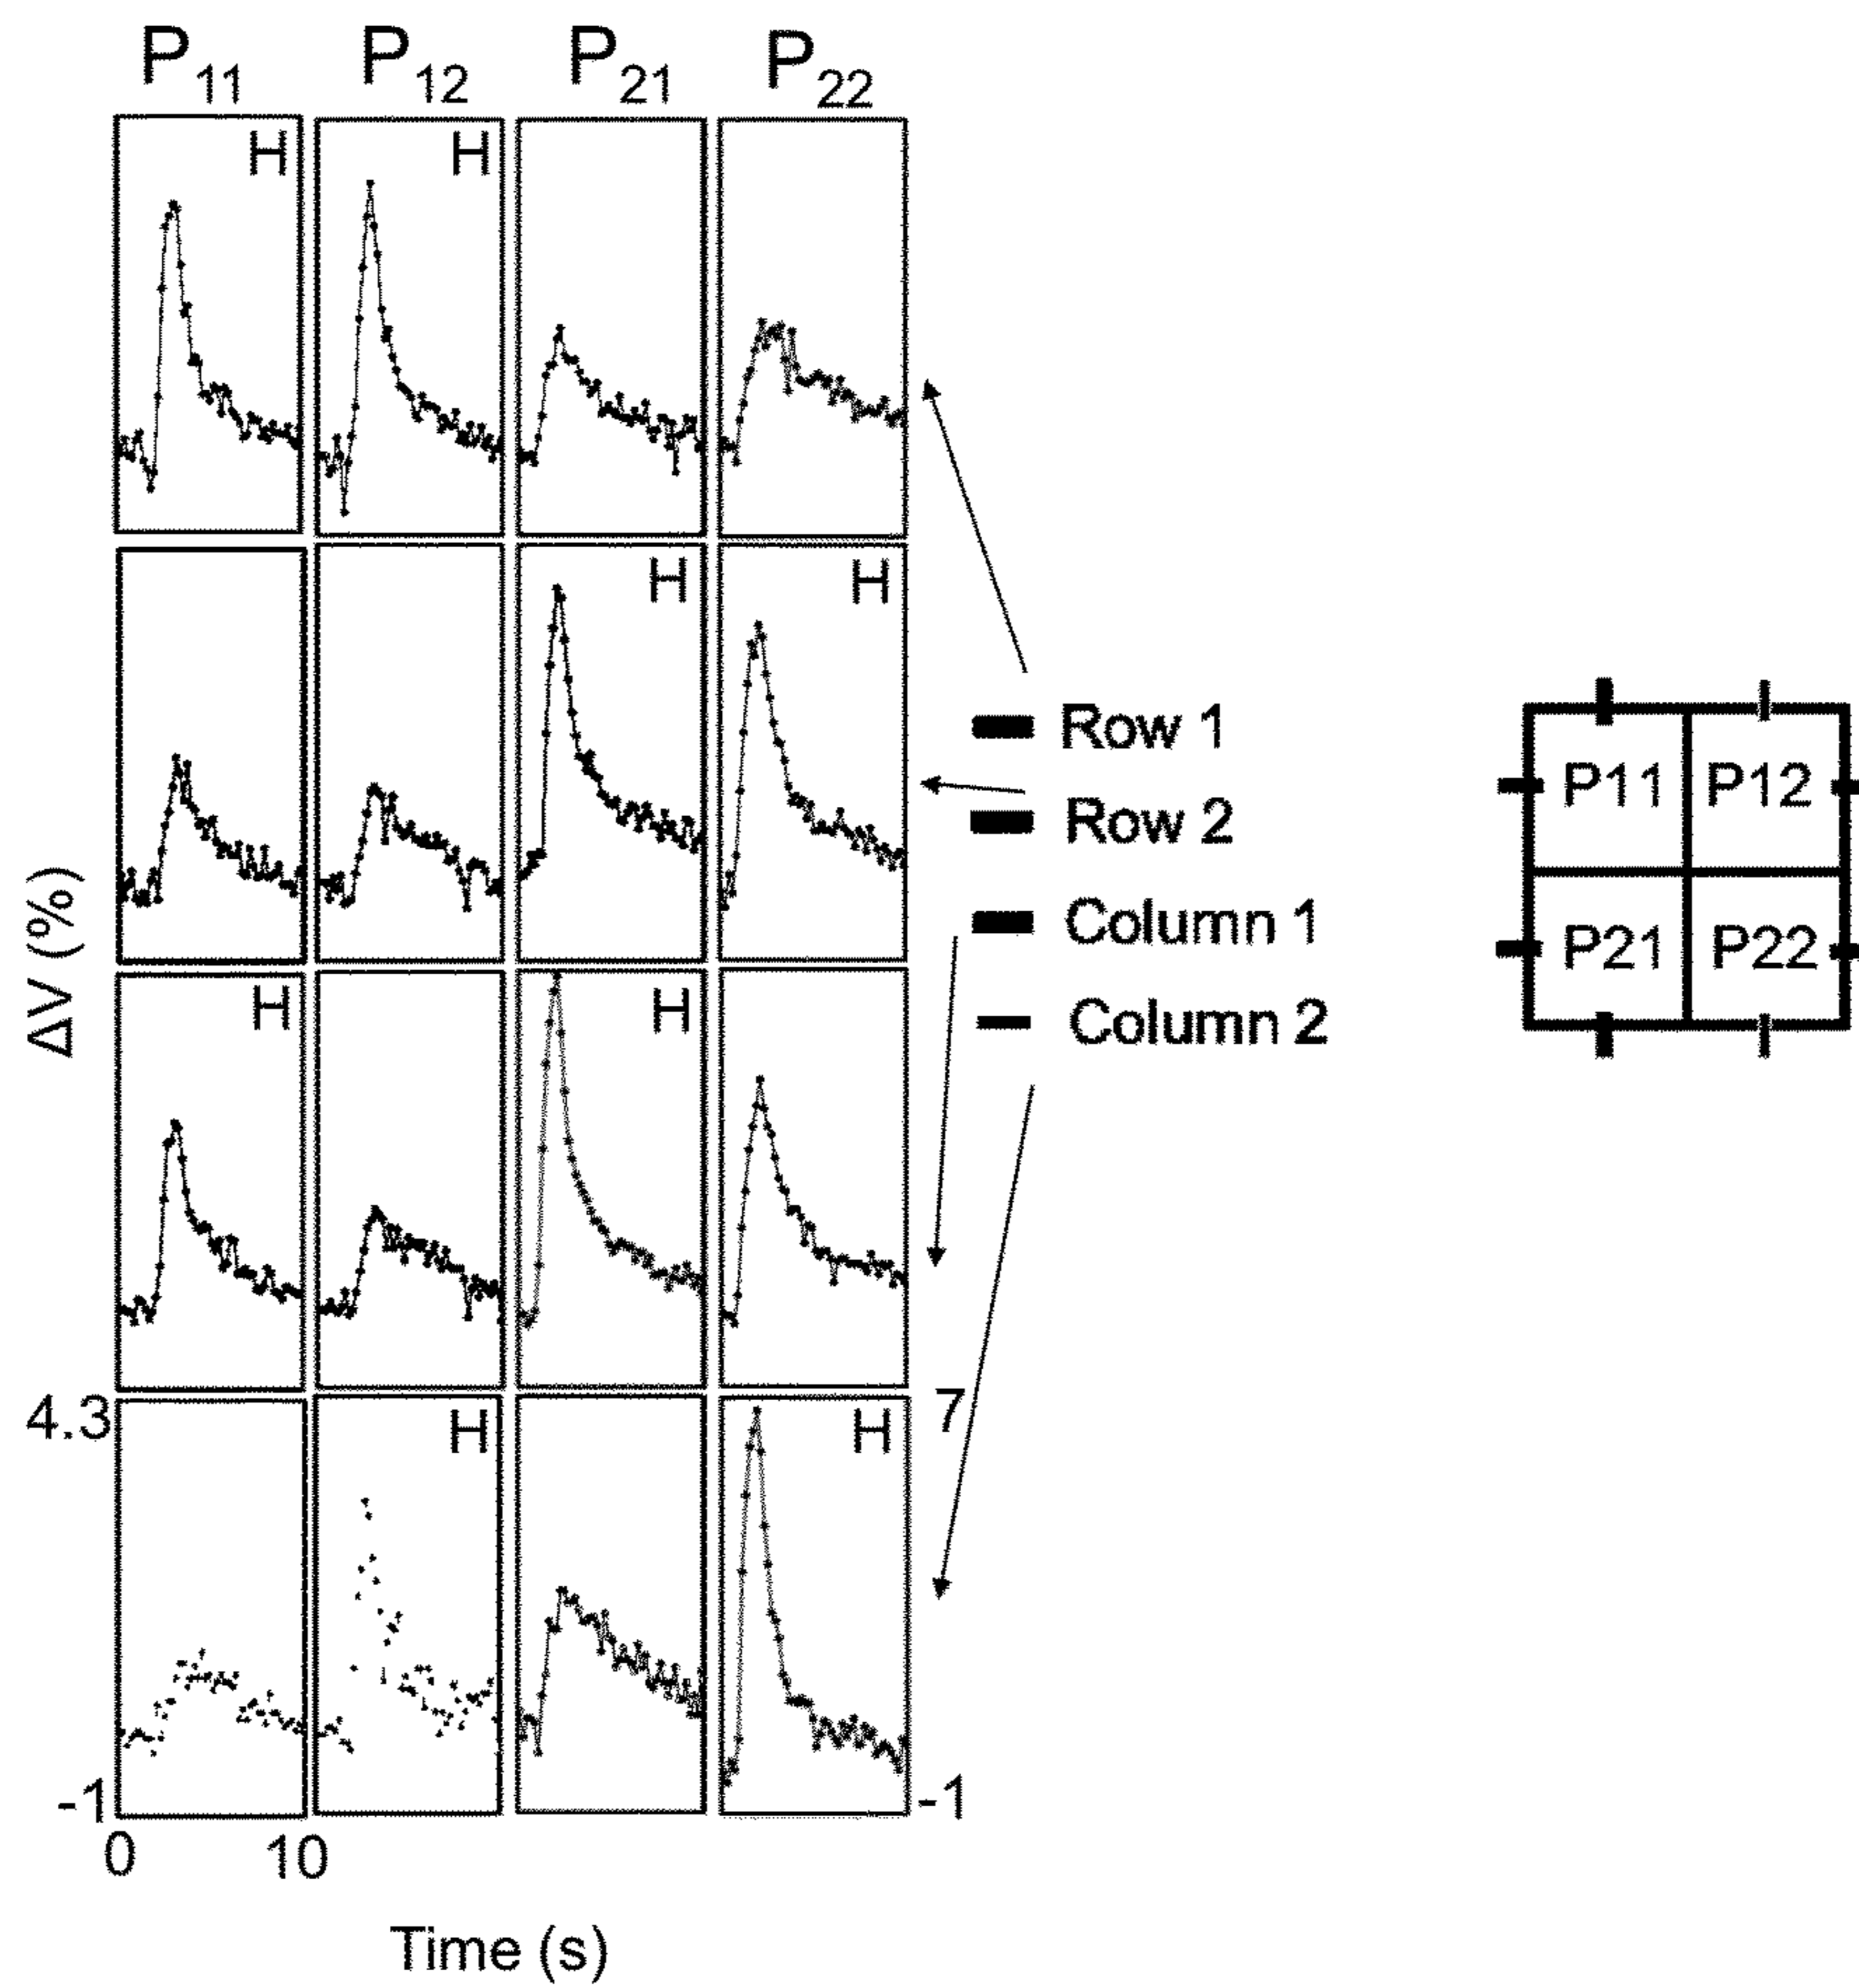 P11 P12 P21 P22
H H
H H
Row 1
P11 P12
Row 2
ΔV (%)
Column 1
P21 P22
H H
Column 2
4.3 H H 7
-1 -1
0 10
Time (s)